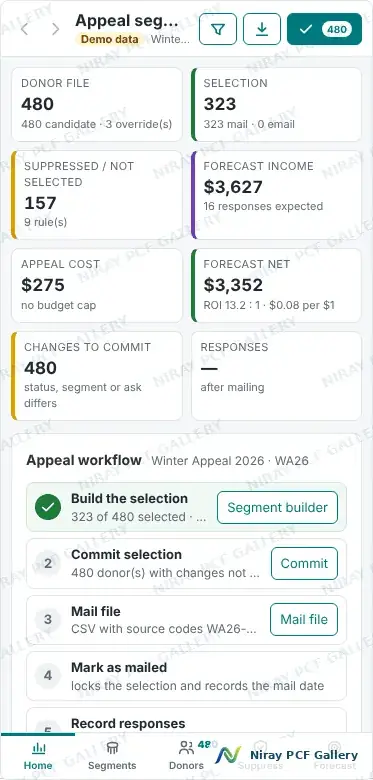 Appeal seg...
Demo data Winte...
480
DONOR FILE
480
480 candidate · 3 override(s)
SELECTION
323
323 mail · 0 email
SUPPRESSED / NOT
SELECTED
157
9 rule(s)
FORECAST INCOME
$3,627
16 responses expected
APPEAL COST
$275
no budget cap
FORECAST NET
$3,352
ROI 13.2 : 1 · $0.08 per $1
CHANGES TO COMMIT
480
status, segment or ask
differs
RESPONSES
—
after mailing
Appeal workflow Winter Appeal 2026 · WA26
Build the selection
323 of 480 selected · ...
Segment builder
2
Commit selection
480 donor(s) with changes not ...
Commit
3
Mail file
CSV with source codes WA26-...
Mail file
4
Mark as mailed
locks the selection and records the mail date
5
Record responses
Home
Segments
Donors
480
Suppress
Forecast
Niray PCF Gallery
NIRAY PCF GALLERY